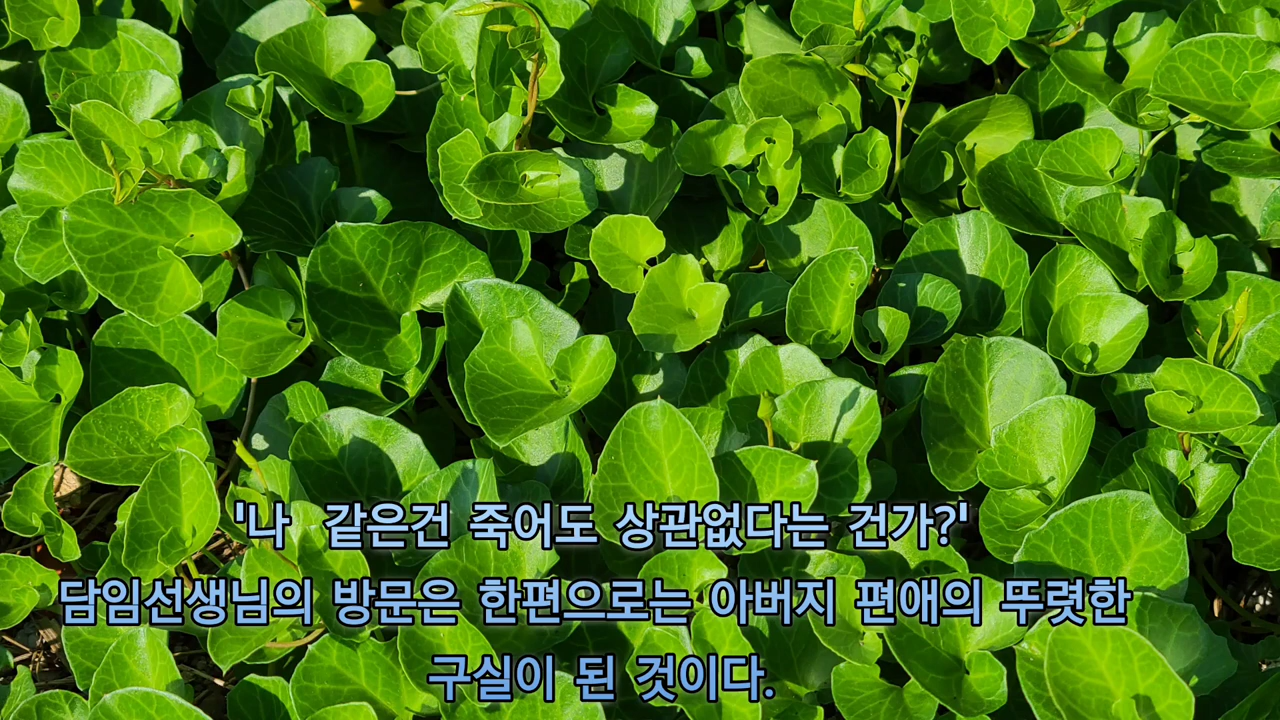 '나 같은건 죽어도 상관없다는 건가?'
담임선생님의 방문은 한편으로는 아버지 편애의 뚜렷한
구실이 된 것이다.